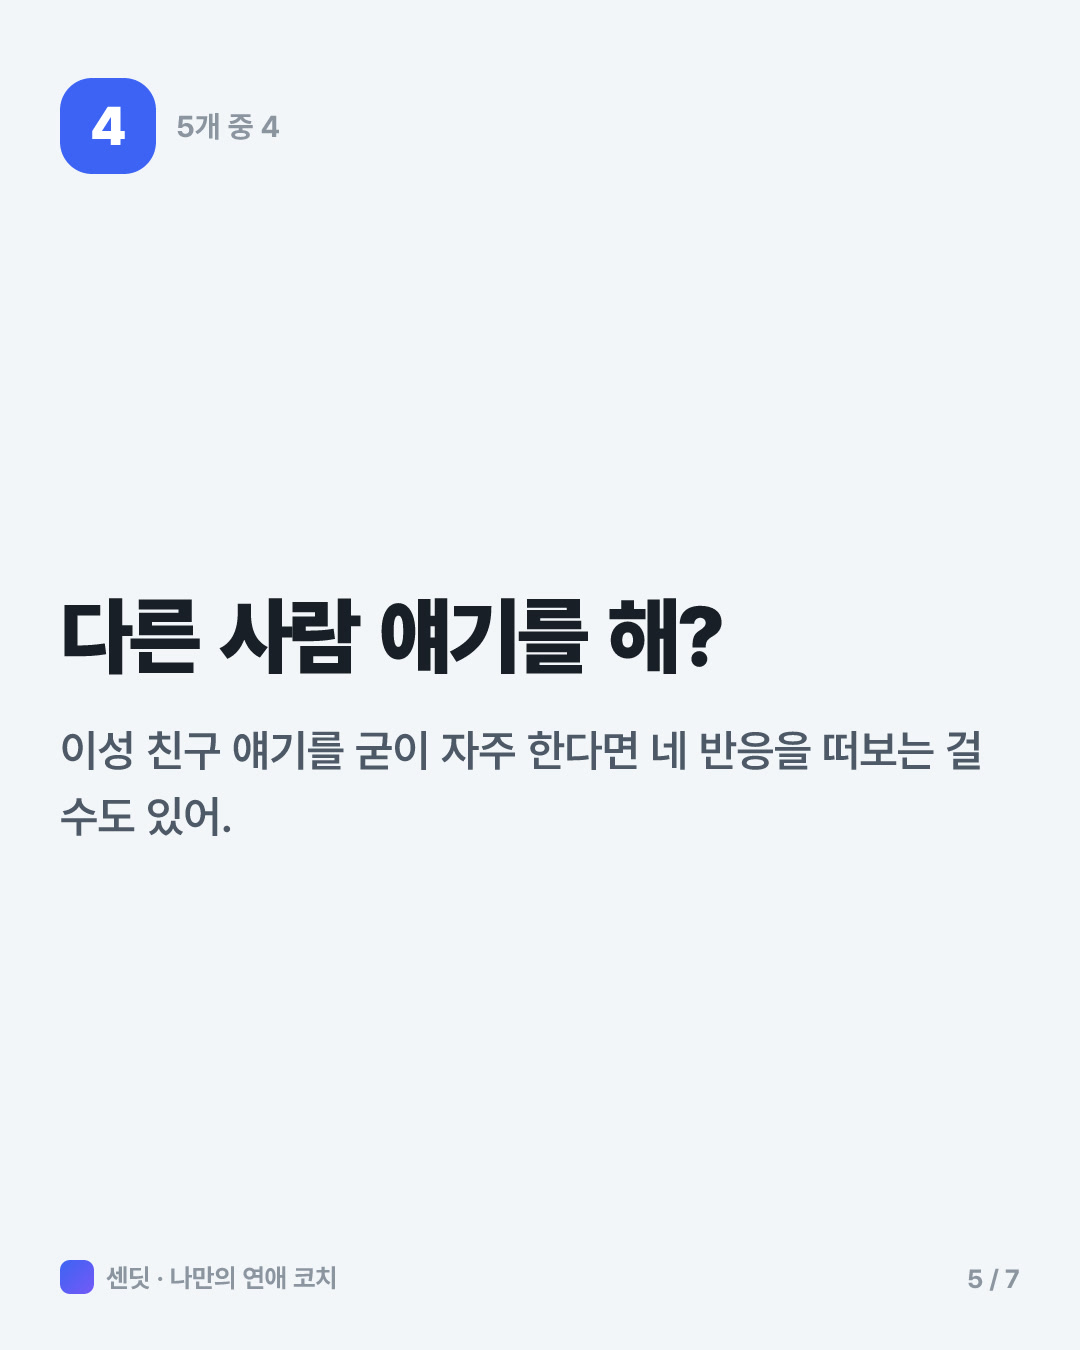 4
5개 중 4
다른 사람 얘기를 해?
이성 친구 얘기를 굳이 자주 한다면 네 반응을 떠보는 걸
수도 있어.
센딧 · 나만의 연애 코치
5 / 7